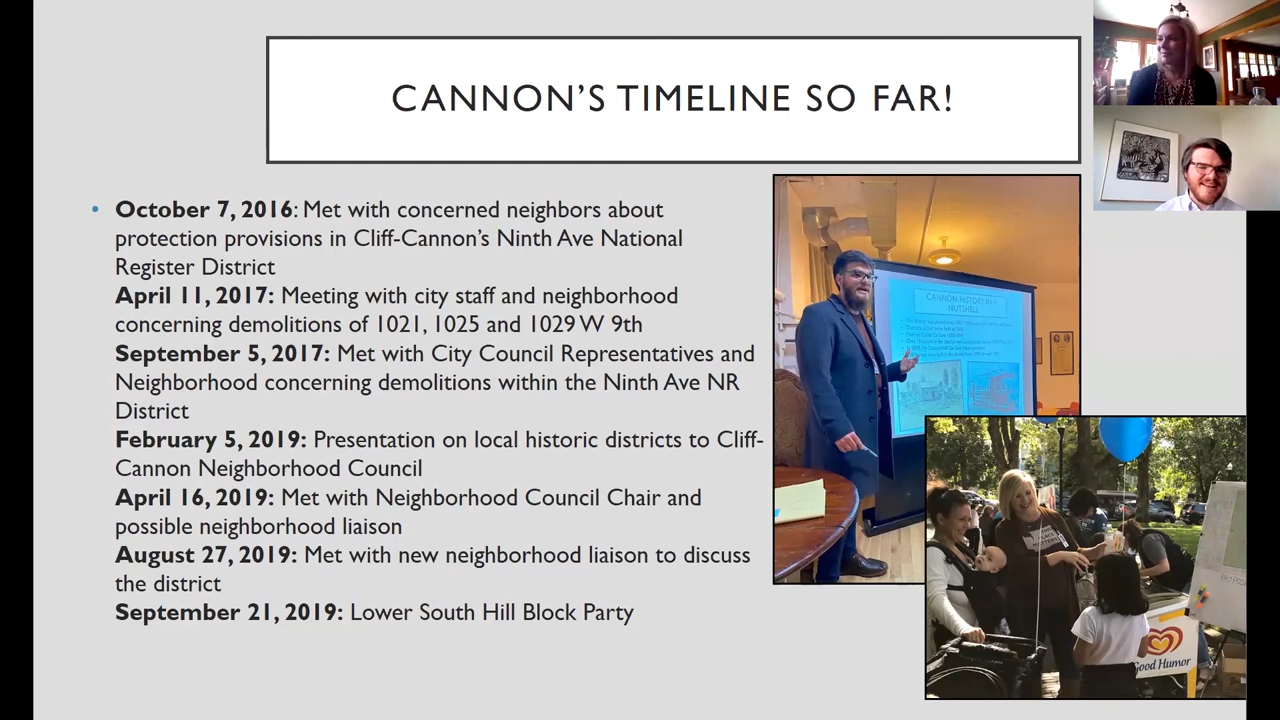 CANNON'S TIMELINE SO FAR!
• October 7, 2016: Met with concerned neighbors about
protection provisions in Cliff-Cannon's Ninth Ave National
Register District
April 11, 2017: Meeting with city staff and neighborhood
concerning demolitions of 1021, 1025 and 1029 W 9th
September 5, 2017: Met with City Council Representatives and
Neighborhood concerning demolitions within the Ninth Ave NR
District
February 5, 2019: Presentation on local historic districts to Cliff-
Cannon Neighborhood Council
April 16, 2019: Met with Neighborhood Council Chair and
possible neighborhood liaison
August 27, 2019: Met with new neighborhood liaison to discuss
the district
September 21, 2019: Lower South Hill Block Party
CANNON HISTORY IN A
NUTSHELL
Good Humor